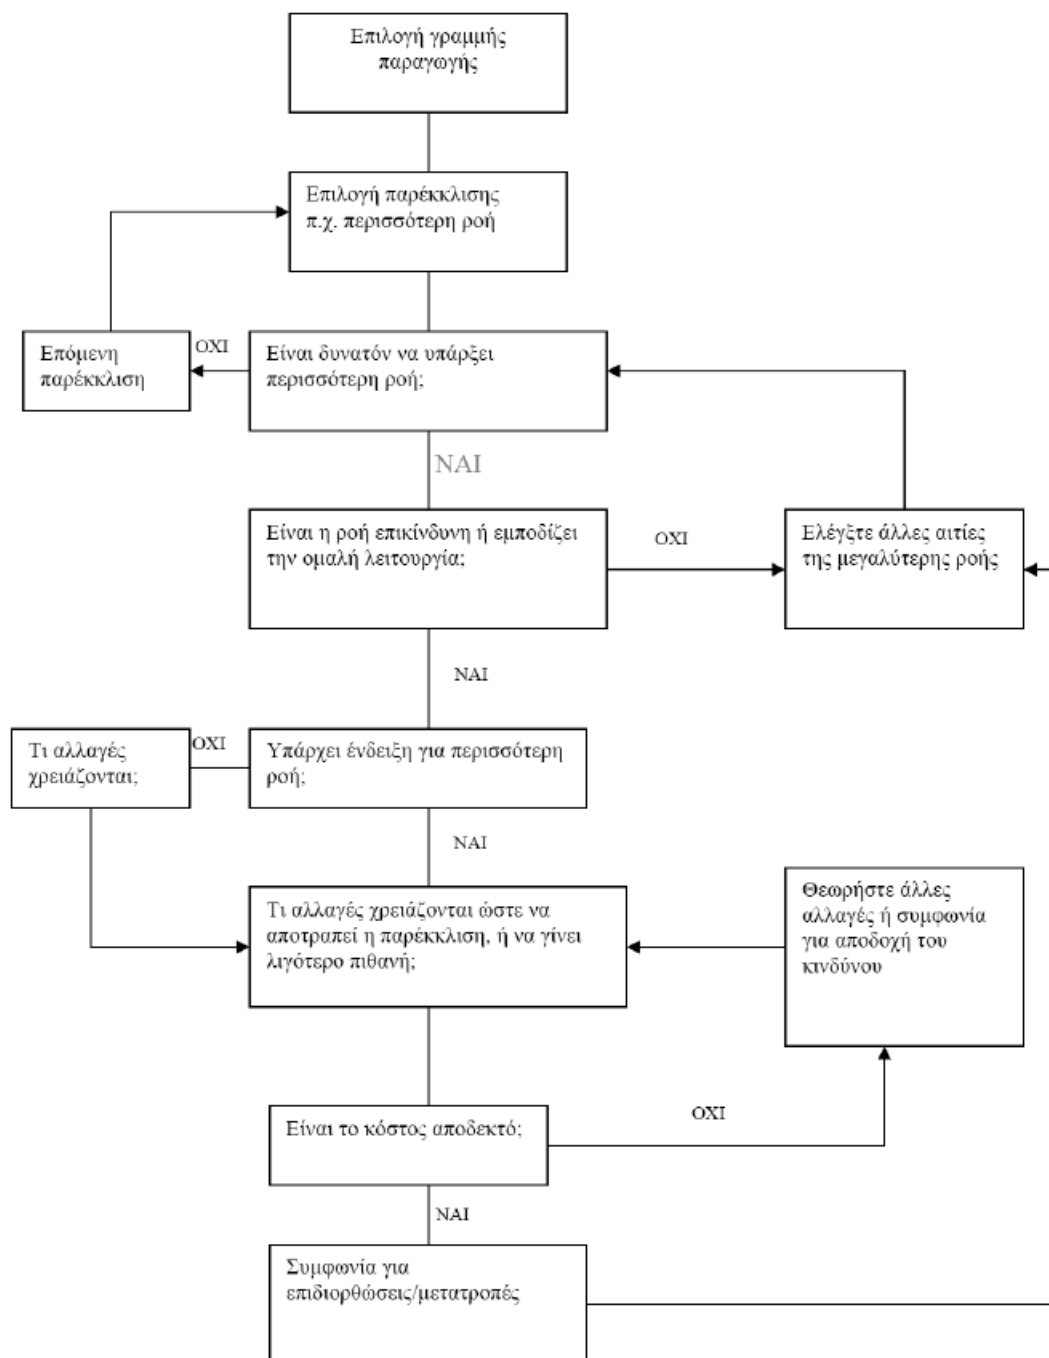 Επιλογή γραμμής
παραγωγής
Επιλογή παρέκκλισης
π.χ. περισσότερη ροή
Επόμενη
παρέκκλιση
ΟΧΙ
Είναι δυνατόν να υπάρξει
περισσότερη ροή;
ΝΑΙ
Είναι η ροή επικίνδυνη ή εμποδίζει
την ομαλή λειτουργία;
ΟΧΙ
Ελέγξτε άλλες αιτίες
της μεγαλύτερης ροής
ΝΑΙ
Τι αλλαγές
χρειάζονται;
ΟΧΙ
Υπάρχει ένδειξη για περισσότερη
ροή;
ΝΑΙ
Τι αλλαγές χρειάζονται ώστε να
αποτραπεί η παρέκκλιση, ή να γίνει
λιγότερο πιθανή;
Θεωρήστε άλλες
αλλαγές ή συμφωνία
για αποδοχή του
κινδύνου
Είναι το κόστος αποδεκτό;
ΟΧΙ
ΝΑΙ
Συμφωνία για
επιδιορθώσεις/μετατροπές